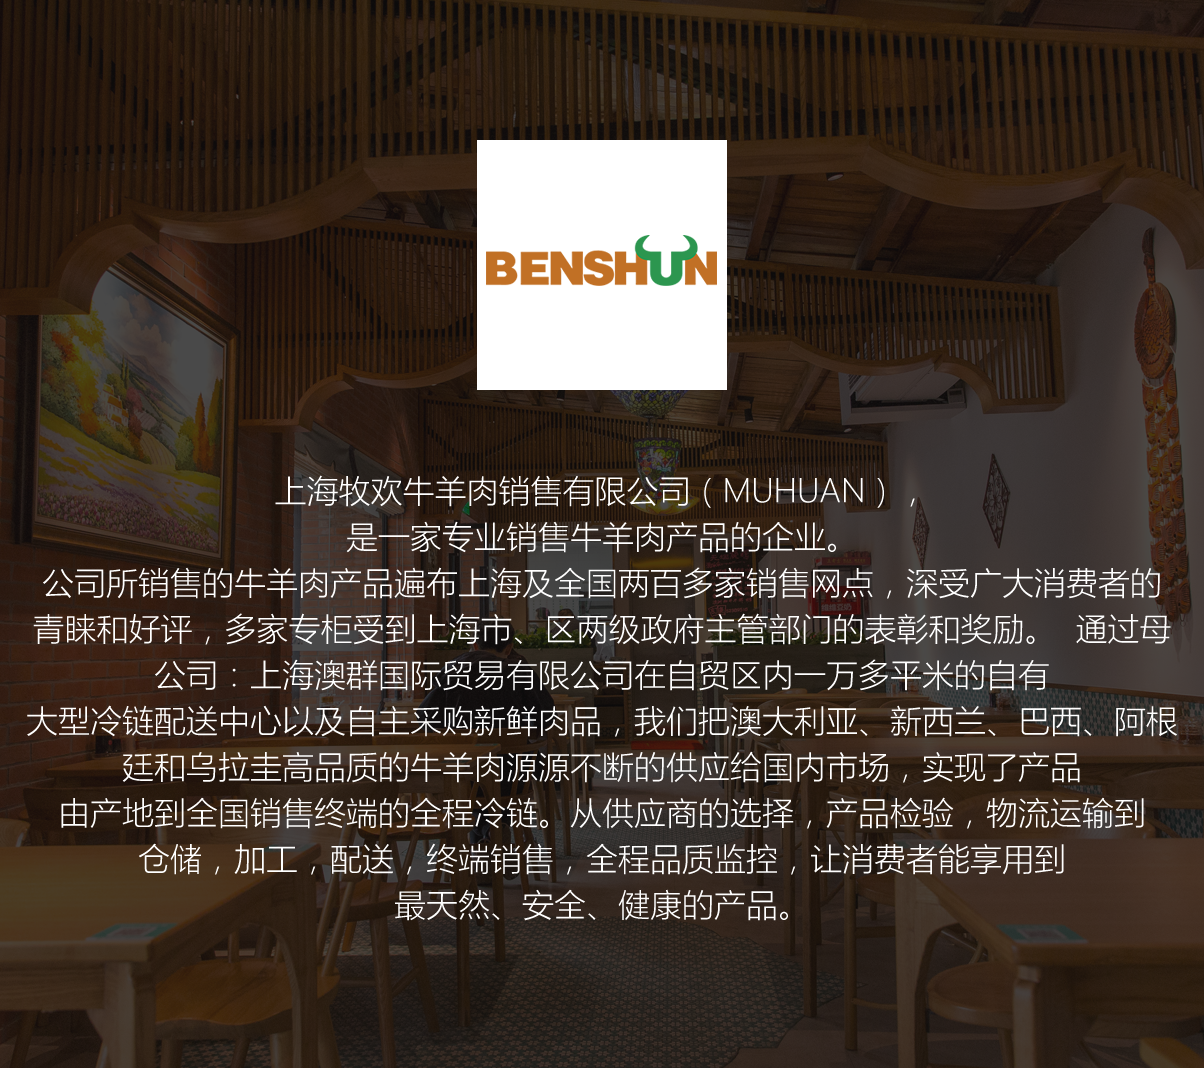 BENSHUN
上海牧欢牛羊肉销售有限公司（MUHUAN），
是一家专业销售牛羊肉产品的企业。
公司所销售的牛羊肉产品遍布上海及全国两百多家销售网点，深受广大消费者的
青睐和好评，多家专柜受到上海市、区两级政府主管部门的表彰和奖励。 通过母
公司：上海澳群国际贸易有限公司在自贸区内一万多平米的自有
大型冷链配送中心以及自主采购新鲜肉品，我们把澳大利亚、新西兰、巴西、阿根
廷和乌拉圭高品质的牛羊肉源源不断的供应给国内市场，实现了产品
由产地到全国销售终端的全程冷链。从供应商的选择，产品检验，物流运输到
仓储，加工，配送，终端销售，全程品质监控，让消费者能享用到
最天然、安全、健康的产品。